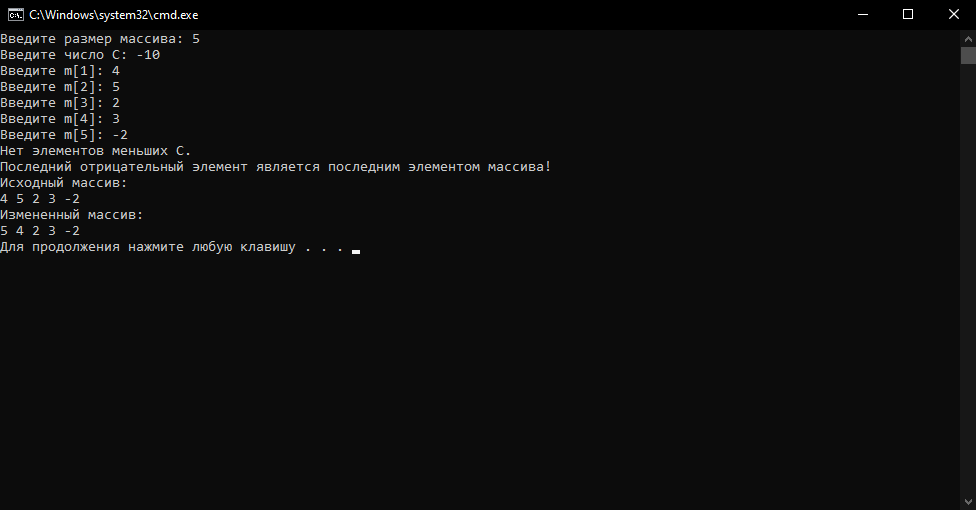 C:\Windows\system32\cmd.exe
Введите размер массива: 5
Введите число C: -10
Введите m[1]: 4
Введите m[2]: 5
Введите m[3]: 2
Введите m[4]: 3
Введите m[5]: -2
Нет элементов меньших C.
Последний отрицательный элемент является последним элементом массива!
Исходный массив:
4 5 2 3 -2
Измененный массив:
5 4 2 3 -2
Для продолжения нажмите любую клавишу . . .